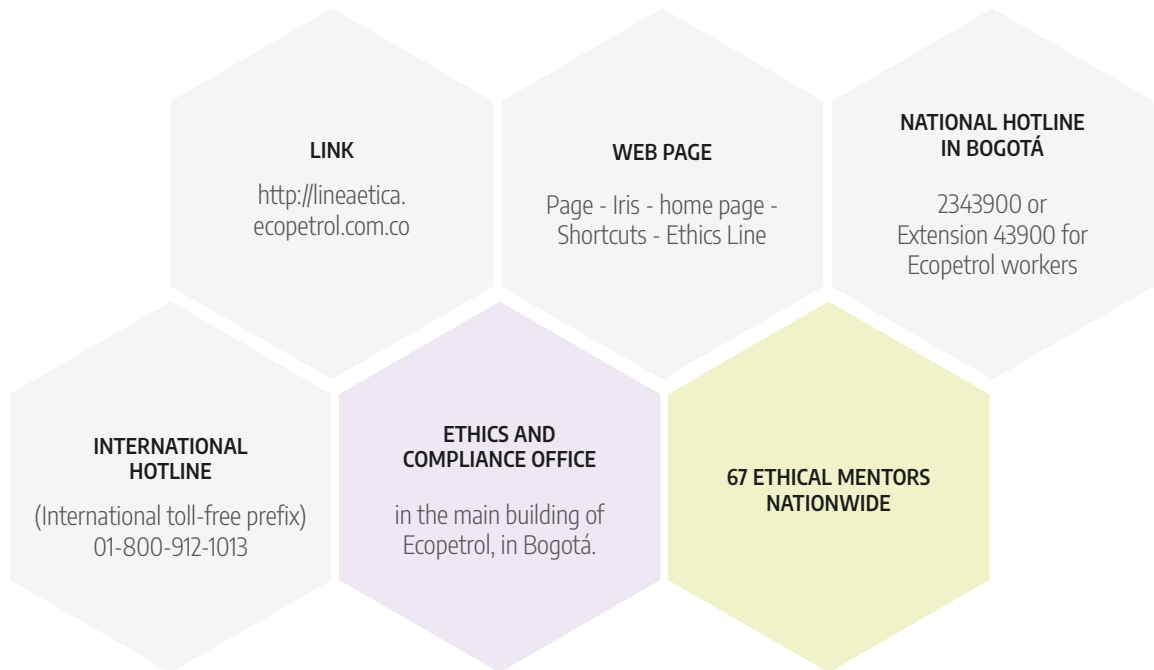 LINK
http://lineaetica.
ecopetrol.com.co
WEB PAGE
Page - Iris - home page -
Shortcuts - Ethics Line
NATIONAL HOTLINE
IN BOGOTÁ
2343900 or
Extension 43900 for
Ecopetrol workers
INTERNATIONAL
HOTLINE
(International toll-free prefix)
01-800-912-1013
ETHICS AND
COMPLIANCE OFFICE
in the main building of
Ecopetrol, in Bogotá.
67 ETHICAL MENTORS
NATIONWIDE